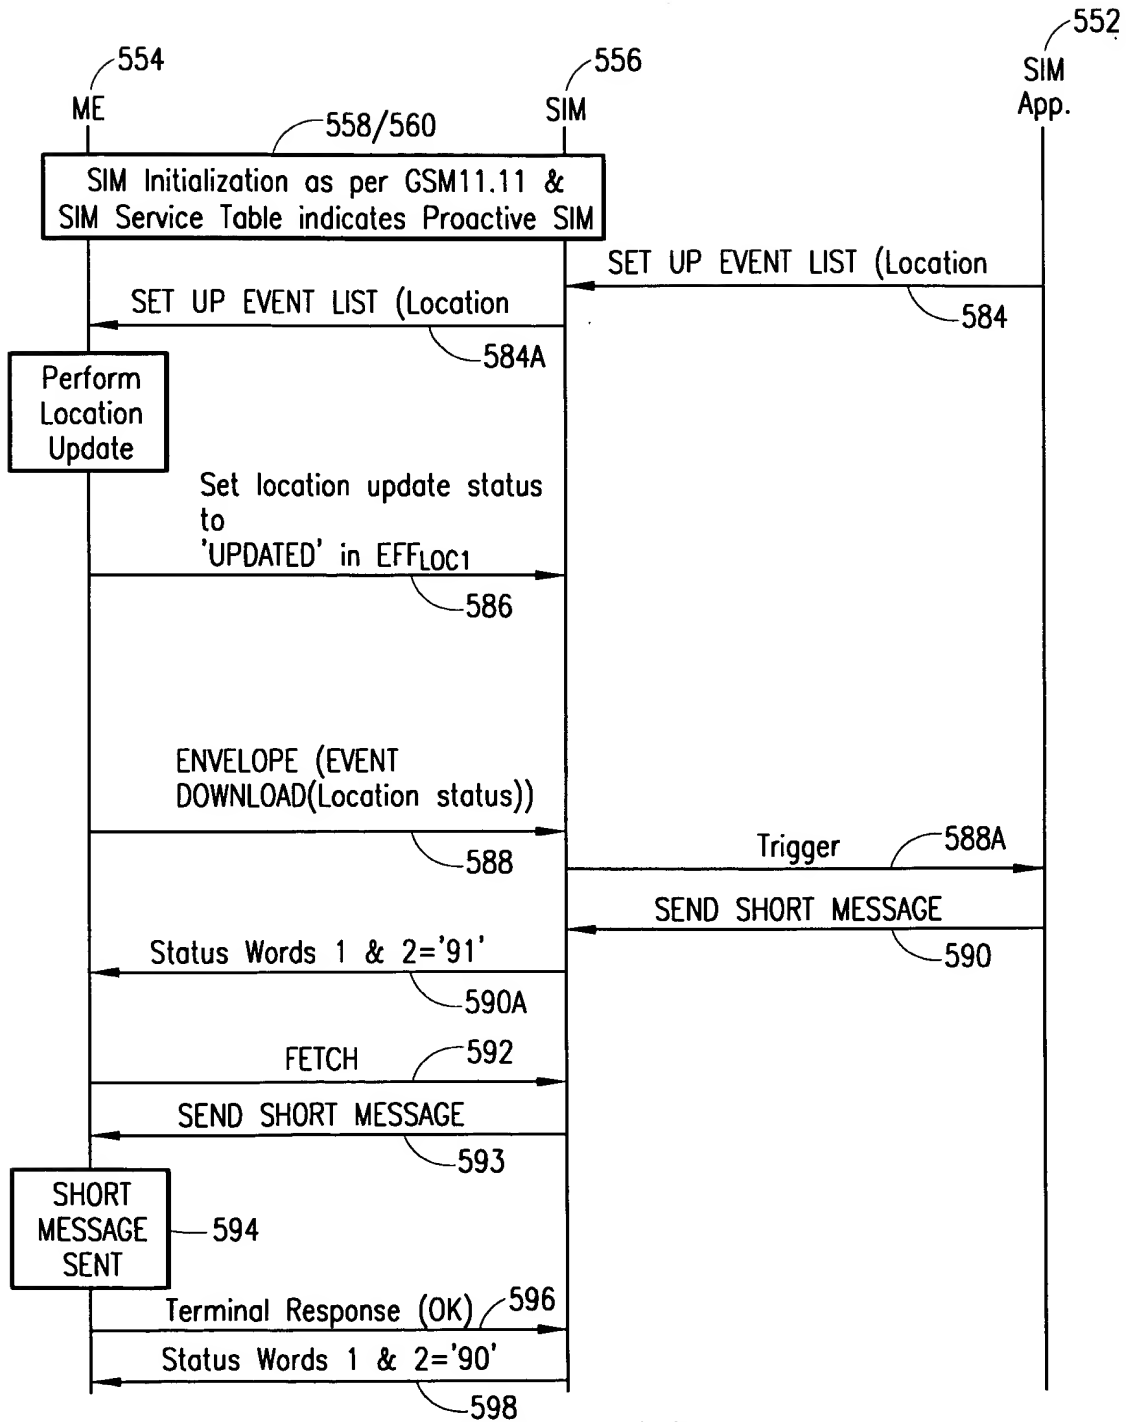 552
554
556
SIM
App.
ME
SIM
558/560
SIM Initialization as per GSM11.11 &
SIM Service Table indicates Proactive SIM
SET UP EVENT LIST (Location
584
SET UP EVENT LIST (Location
584A
Perform
Location
Update
Set location update status
to
'UPDATED' in EFFLOC1
586
ENVELOPE (EVENT
DOWNLOAD(Location status))
588
Trigger
588A
SEND SHORT MESSAGE
590
Status Words 1 & 2='91'
590A
FETCH
592
SEND SHORT MESSAGE
593
SHORT
MESSAGE
SENT
594
Terminal Response (OK)
596
Status Words 1 & 2='90'
598